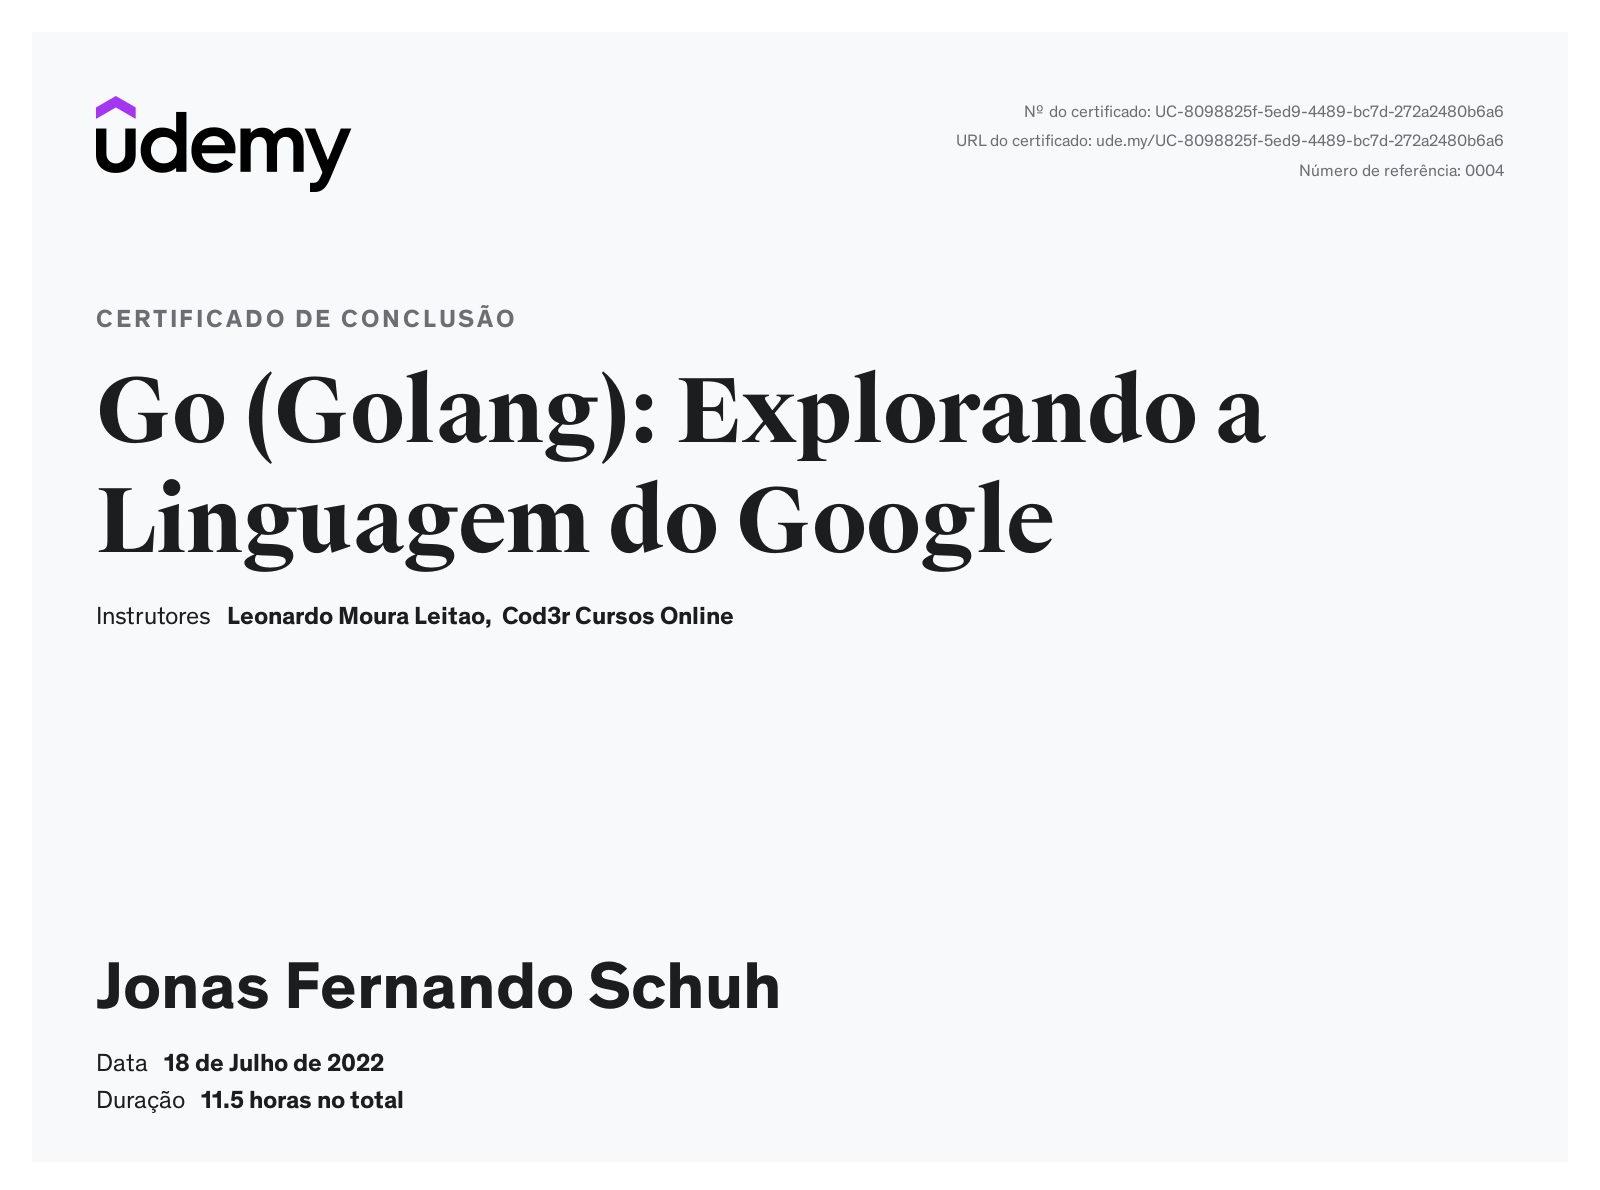 udemy
Nº do certificado: UC-8098825f-5ed9-4489-bc7d-272a2480b6a6
URL do certificado: ude.my/UC-8098825f-5ed9-4489-bc7d-272a2480b6a6
Número de referência: 0004
CERTIFICADO DE CONCLUSÃO
Go (Golang): Explorando a
Linguagem do Google
Instrutores Leonardo Moura Leitao, Cod3r Cursos Online
Jonas Fernando Schuh
Data 18 de Julho de 2022
Duração 11.5 horas no total